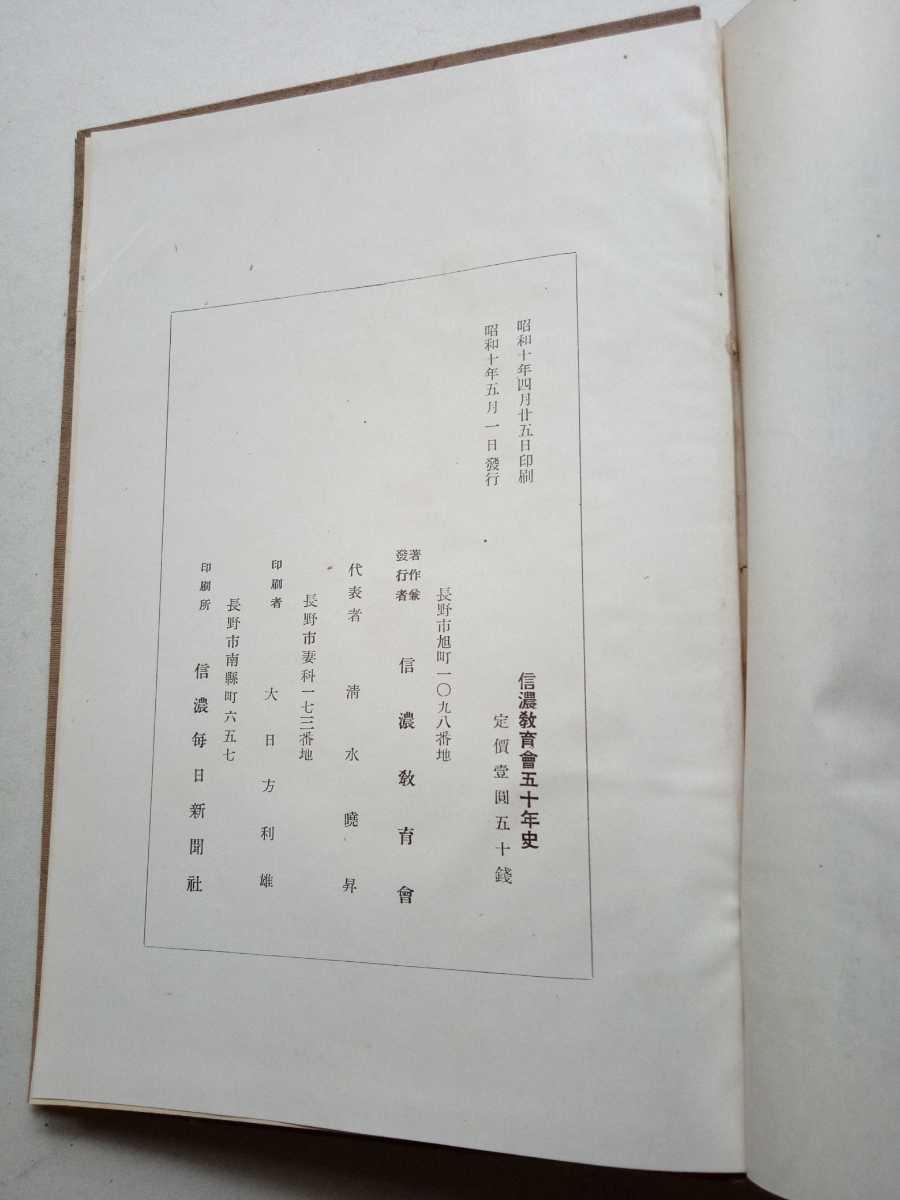 昭和十年四月廿五日印刷
昭和十年五月一日發行
信濃敎育會五十年史
定價壹圓五十錢
長野市旭町一〇九八番地
著作兼
發行者
信濃敎育會
代表者 淸水曉昇
長野市妻科一七三番地
印刷者 大日方利雄
長野市南縣町六五七
印刷所 信濃每日新聞社